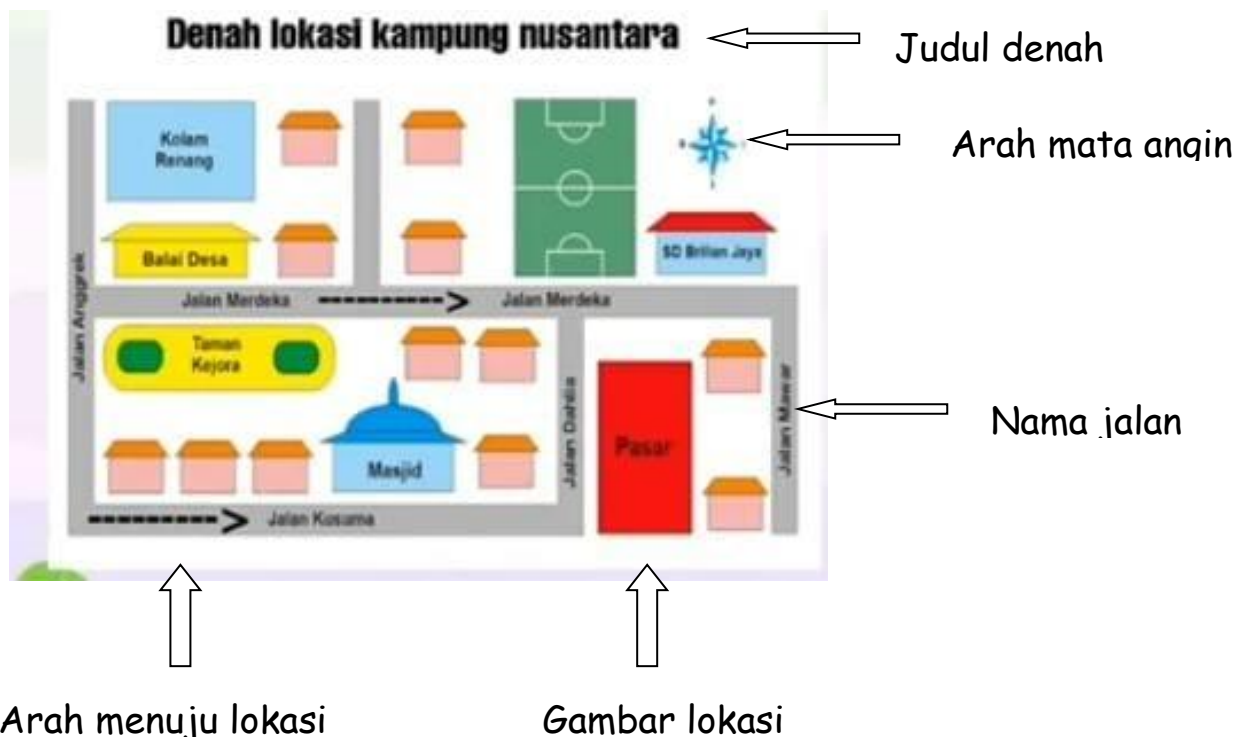 Denah lokasi kampung nusantara
Judul denah
Arah mata angin
Kolam
Renang
Balai Desa
SD Brilian Jaya
Jalan Anggrek
Jalan Merdeka
Jalan Merdeka
Taman
Kejora
Masjid
Jalan Dahlia
Pasar
Jalan Mawar
Nama jalan
Jalan Kusuma
Arah menuju lokasi
Gambar lokasi